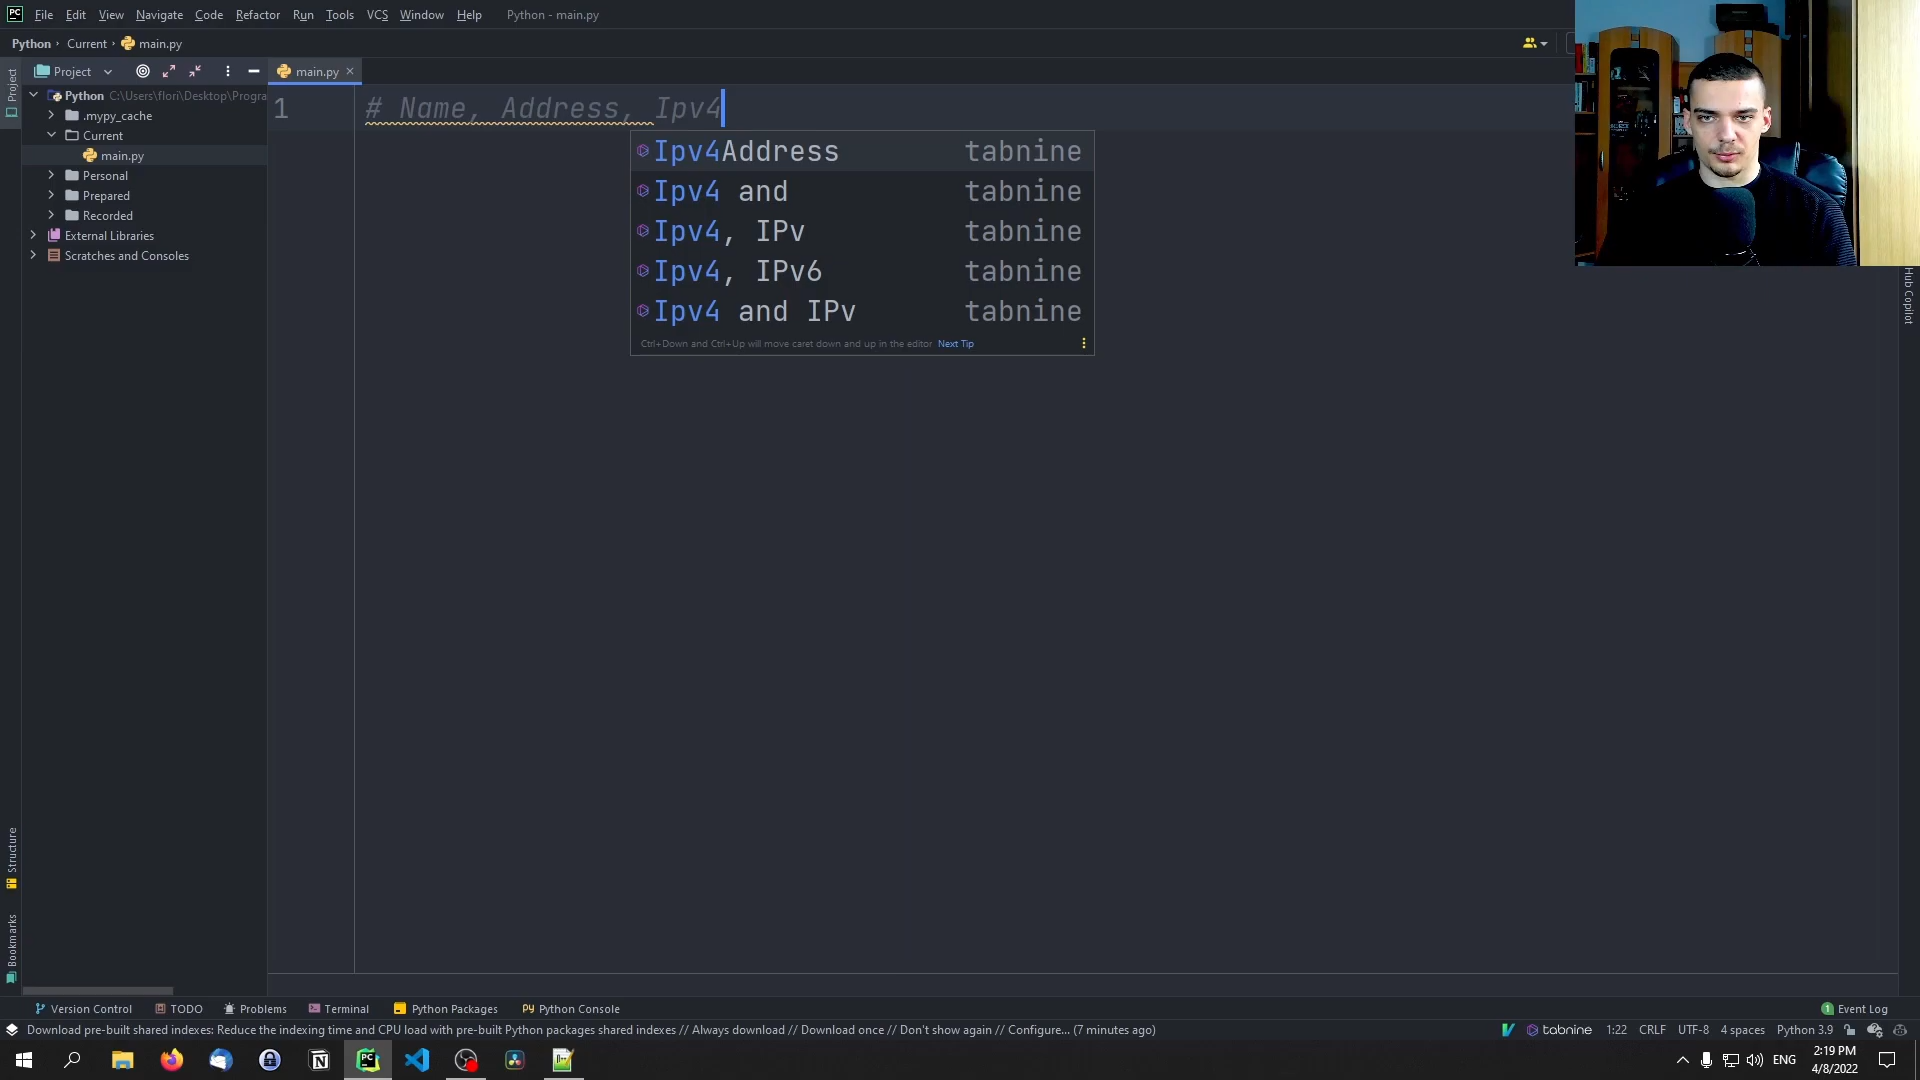 PC File Edit View Navigate Code Refactor Run Tools VCS Window Help Python - main.py
Python › Current › main.py
Project main.py ×
Project
Python C:\Users\flori\Desktop\Progra
.mypy_cache
Current
main.py
Personal
Prepared
Recorded
External Libraries
Scratches and Consoles
1 # Name, Address, Ipv4
Ipv4Address tabnine
Ipv4 and tabnine
Ipv4, IPv tabnine
Ipv4, IPv6 tabnine
Ipv4 and IPv tabnine
Ctrl+Down and Ctrl+Up will move caret down and up in the editor Next Tip
Hub Copilot
Structure
Bookmarks
Version Control TODO Problems Terminal Python Packages Python Console 1 Event Log
Download pre-built shared indexes: Reduce the indexing time and CPU load with pre-built Python packages shared indexes // Always download // Download once // Don't show again // Configure... (7 minutes ago) tabnine 1:22 CRLF UTF-8 4 spaces Python 3.9
ENG 2:19 PM
4/8/2022